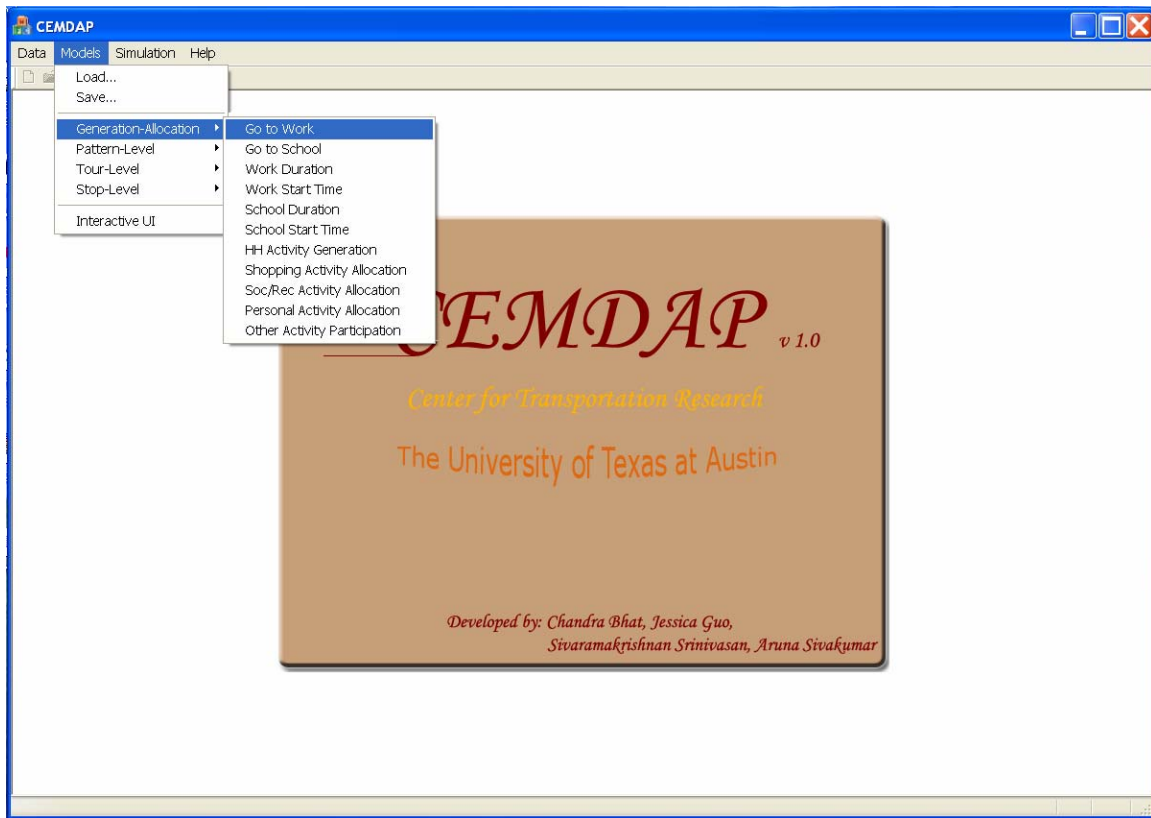 CEMDAP
Data Models Simulation Help
Load...
Save...
Generation-Allocation
Pattern-Level
Tour-Level
Stop-Level
Interactive UI
Go to Work
Go to School
Work Duration
Work Start Time
School Duration
School Start Time
HH Activity Generation
Shopping Activity Allocation
Soc/Rec Activity Allocation
Personal Activity Allocation
Other Activity Participation
CEMDAP v 1.0
Center for Transportation Research
The University of Texas at Austin
Developed by: Chandra Bhat, Jessica Guo,
Sivaramakrishnan Srinivasan, Aruna Sivakumar